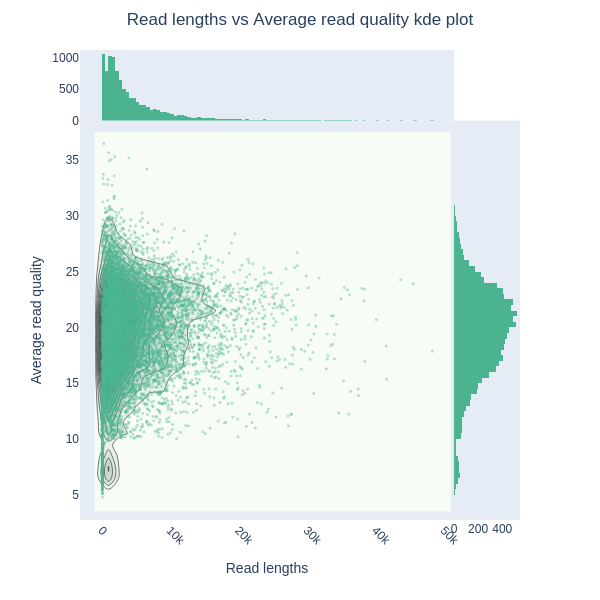 Read lengths vs Average read quality kde plot
1000
500
0
35
30
25
20
15
10
5
Average read quality
0
10k
20k
30k
40k
50k
0
200
400
Read lengths